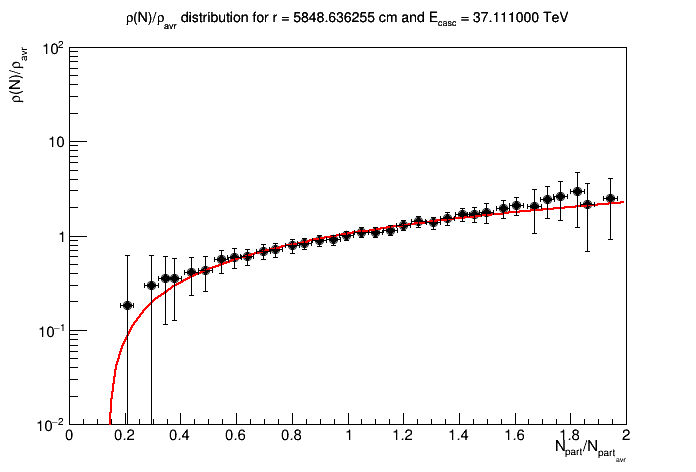 ρ(N)/ρavr distribution for r = 5848.636255 cm and Ecasc = 37.111000 TeV
ρ(N)/ρavr
10²
10
1
10⁻¹
10⁻²
0 0.2 0.4 0.6 0.8 1 1.2 1.4 1.6 1.8 2
Npart/Npartavr